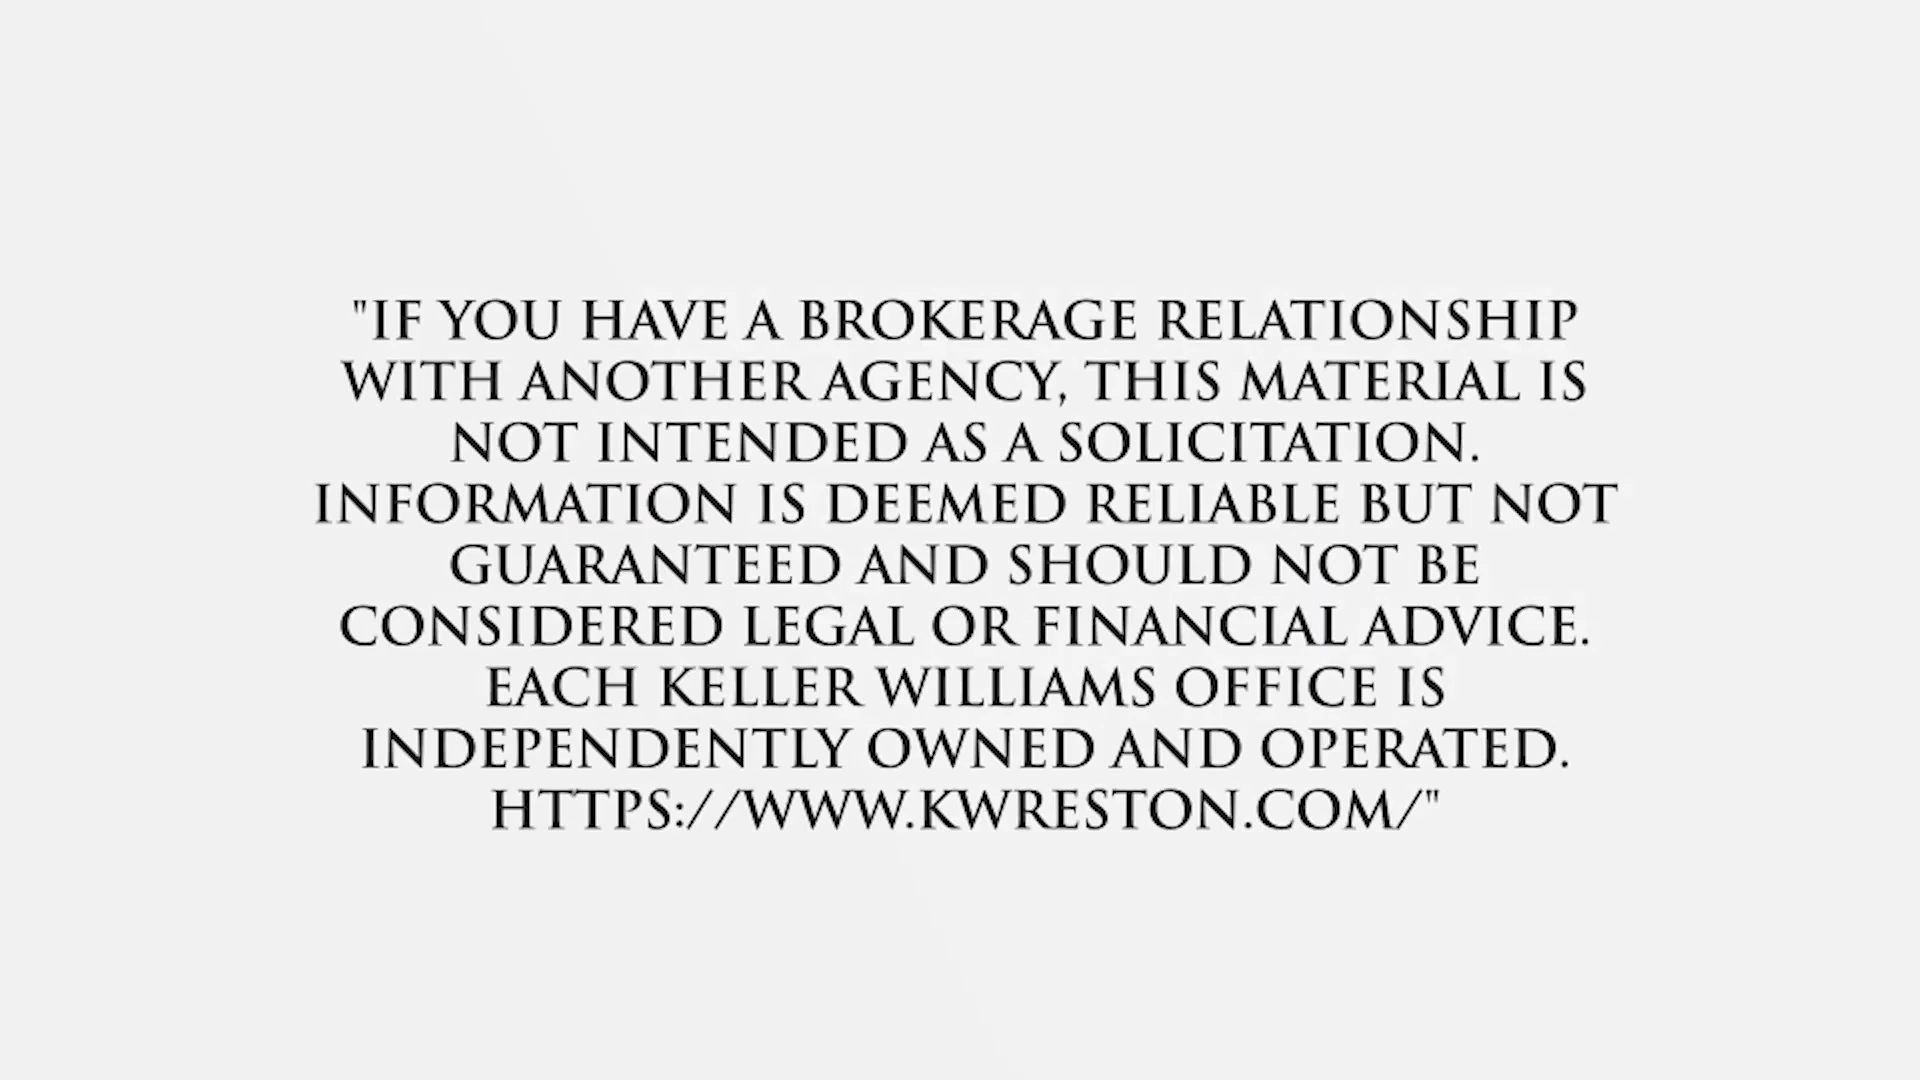 "IF YOU HAVE A BROKERAGE RELATIONSHIP
WITH ANOTHER AGENCY, THIS MATERIAL IS
NOT INTENDED AS A SOLICITATION.
INFORMATION IS DEEMED RELIABLE BUT NOT
GUARANTEED AND SHOULD NOT BE
CONSIDERED LEGAL OR FINANCIAL ADVICE.
EACH KELLER WILLIAMS OFFICE IS
INDEPENDENTLY OWNED AND OPERATED.
HTTPS://WWW.KWRESTON.COM/"